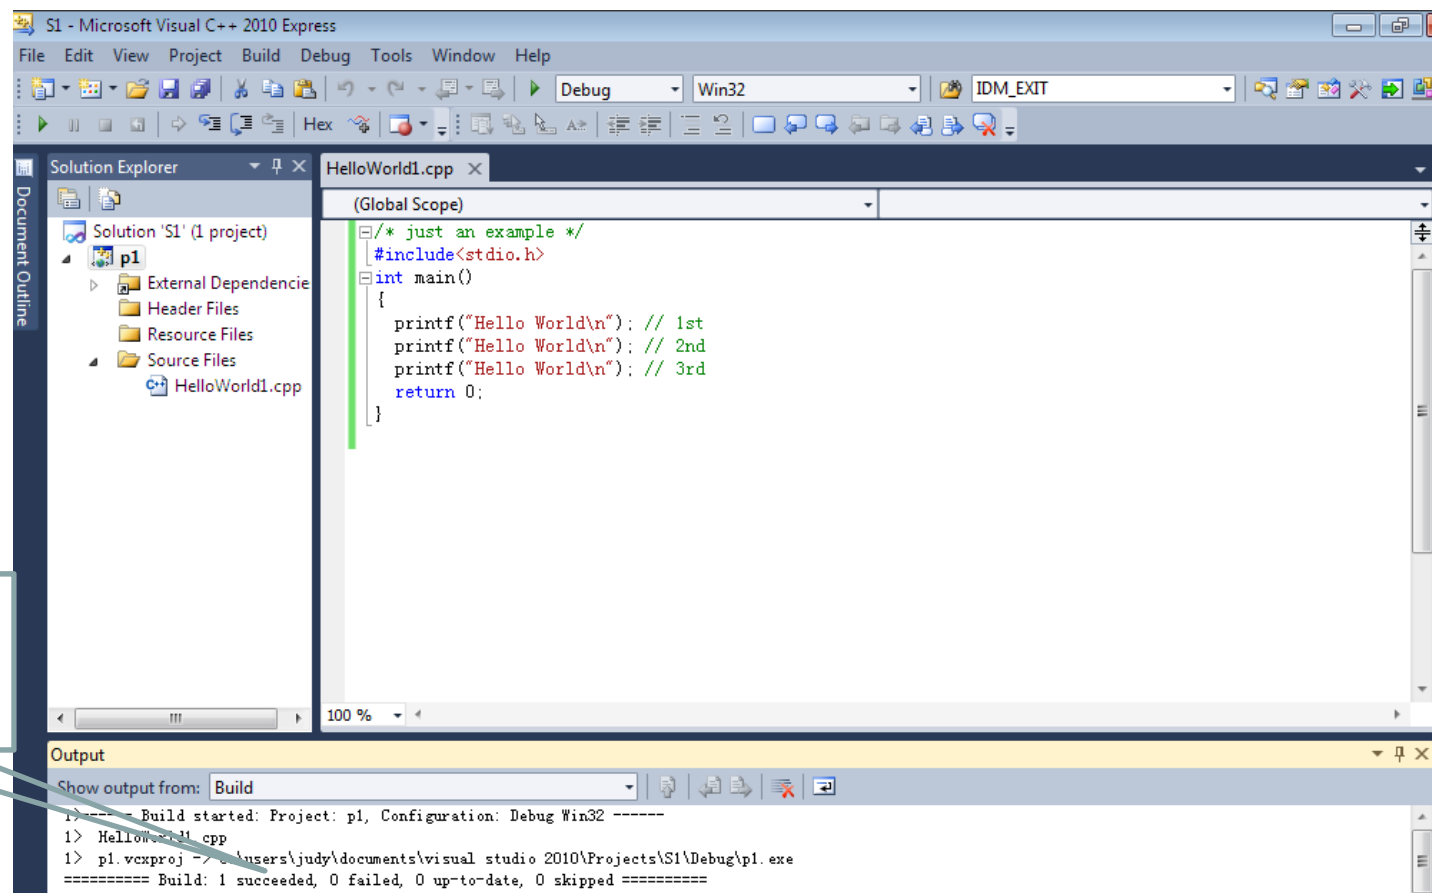 S1 - Microsoft Visual C++ 2010 Express
File Edit View Project Build Debug Tools Window Help
Debug Win32 IDM_EXIT
Hex
Document Outline
Solution Explorer
Solution 'S1' (1 project)
p1
External Dependencie
Header Files
Resource Files
Source Files
HelloWorld1.cpp
HelloWorld1.cpp
(Global Scope)
/* just an example */
#include<stdio.h>
int main()
{
printf("Hello World\n"); // 1st
printf("Hello World\n"); // 2nd
printf("Hello World\n"); // 3rd
return 0;
}
100 %
Output
Show output from: Build
1>------ Build started: Project: p1, Configuration: Debug Win32 ------
1> HelloWorld1.cpp
1> p1.vcxproj -> c:\users\judy\documents\visual studio 2010\Projects\S1\Debug\p1.exe
========== Build: 1 succeeded, 0 failed, 0 up-to-date, 0 skipped ==========